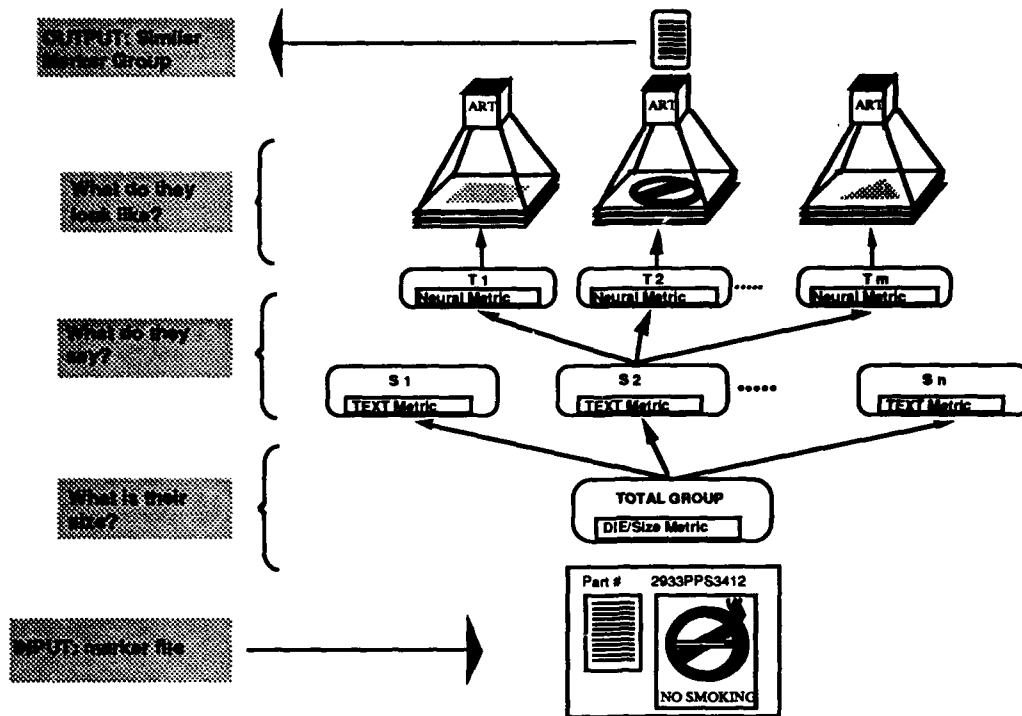 OUTPUT: Similar
Marker Group
ART ART ART
What do they
look like?
T 1 T 2 T m
Neural Metric Neural Metric ..... Neural Metric
What do they
say?
S 1 S 2 ..... S n
TEXT Metric TEXT Metric TEXT Metric
What is their
size?
TOTAL GROUP
DIE/Size Metric
Part # 2933PPS3412
INPUT: marker file
NO SMOKING